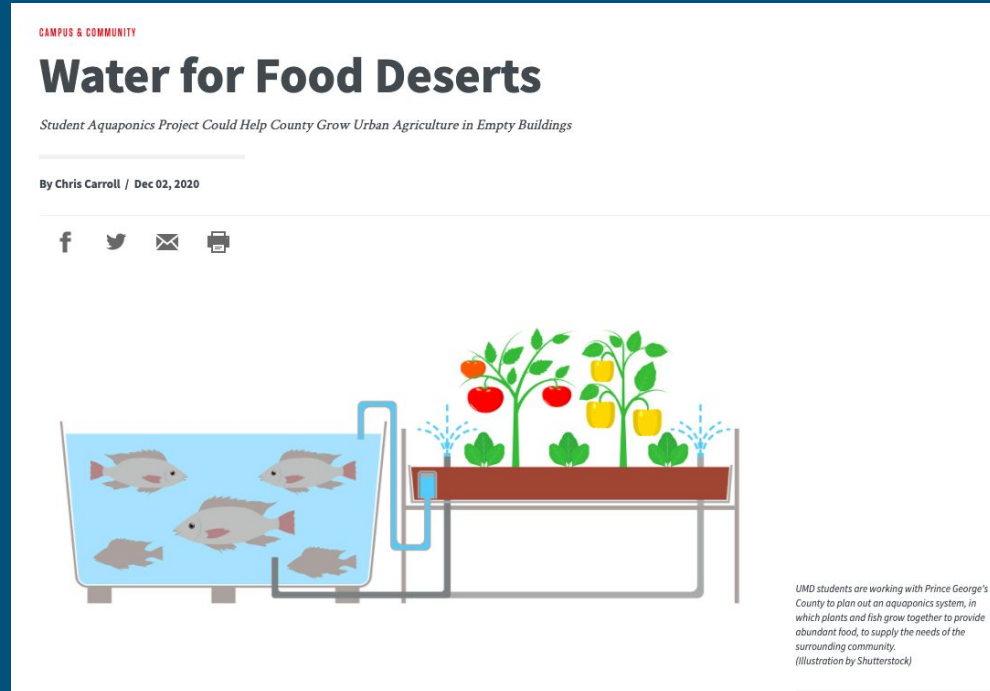 CAMPUS & COMMUNITY
Water for Food Deserts
Student Aquaponics Project Could Help County Grow Urban Agriculture in Empty Buildings
By Chris Carroll / Dec 02, 2020
UMD students are working with Prince George's
County to plan out an aquaponics system, in
which plants and fish grow together to provide
abundant food, to supply the needs of the
surrounding community.
(Illustration by Shutterstock)